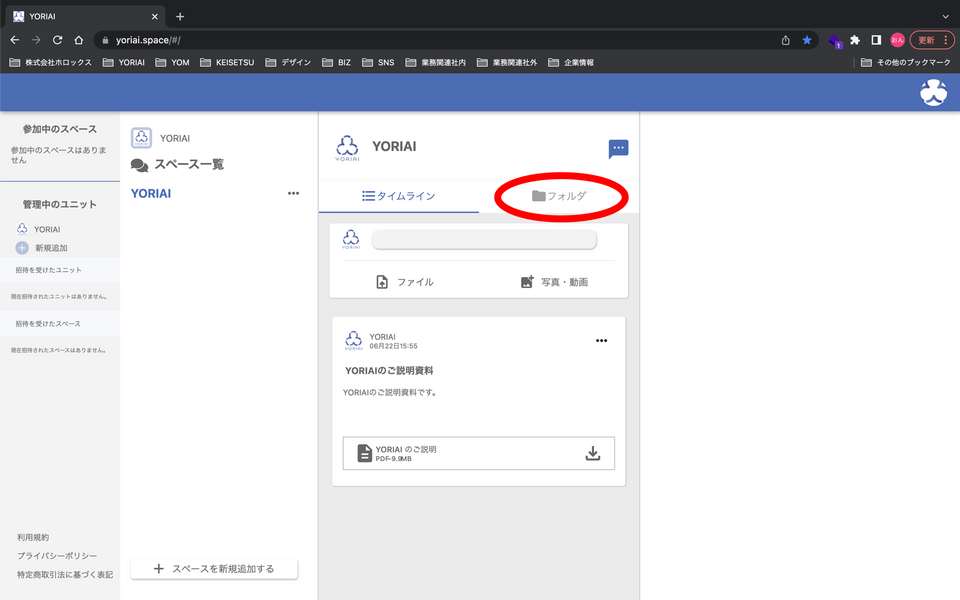 YORIAI
yoriai.space/#/
1
おん
更新
株式会社ホロックス
YORIAI
YOM
KEISETSU
デザイン
BIZ
SNS
業務関連社内
業務関連社外
企業情報
その他のブックマーク
参加中のスペース
参加中のスペースはありま
せん
管理中のユニット
YORIAI
新規追加
招待を受けたユニット
現在招待されたユニットはありません。
招待を受けたスペース
現在招待されたスペースはありません。
利用規約
プライバシーポリシー
特定商取引法に基づく表記
YORIAI
スペース一覧
YORIAI
スペースを新規追加する
YORIAI
YORIAI
タイムライン
フォルダ
YORIAI
ファイル
写真・動画
YORIAI
YORIAI
06月22日15:55
YORIAIのご説明資料
YORIAIのご説明資料です。
YORIAI のご説明
PDF-9.9MB